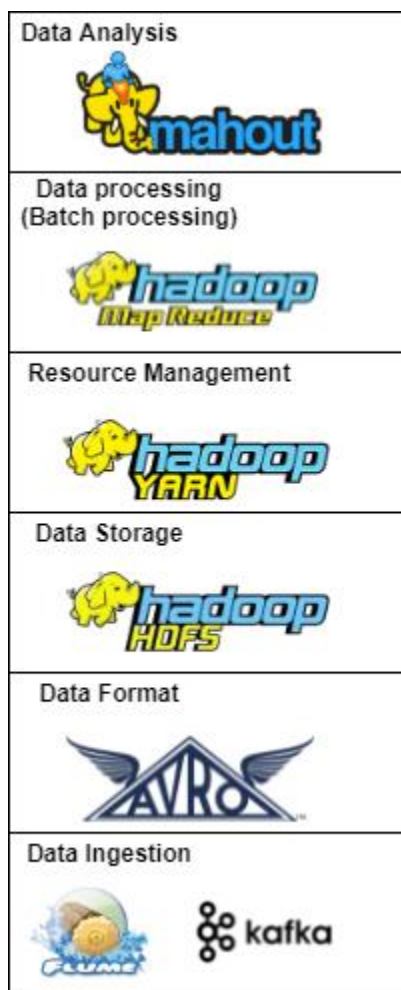 Data Analysis
mahout
Data processing
(Batch processing)
hadoop
Map Reduce
Resource Management
hadoop
YARN
Data Storage
hadoop
HDFS
Data Format
AVRO
Data Ingestion
FLUME
kafka